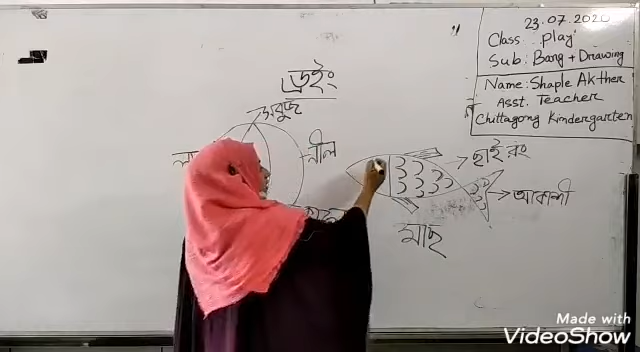 23.07.2020
Class: Play
Sub: Bang + Drawing
Name: Shaple Akther
Asst. Teacher
Chittagong Kindergarten
ড্রইং
সবুজ
নীল
ছাই রং
আকাশী
মাছ
Made with
VideoShow